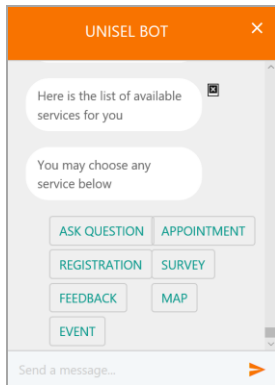 UNISEL BOT
Here is the list of available
services for you
You may choose any
service below
ASK QUESTION
APPOINTMENT
REGISTRATION
SURVEY
FEEDBACK
MAP
EVENT
Send a message...